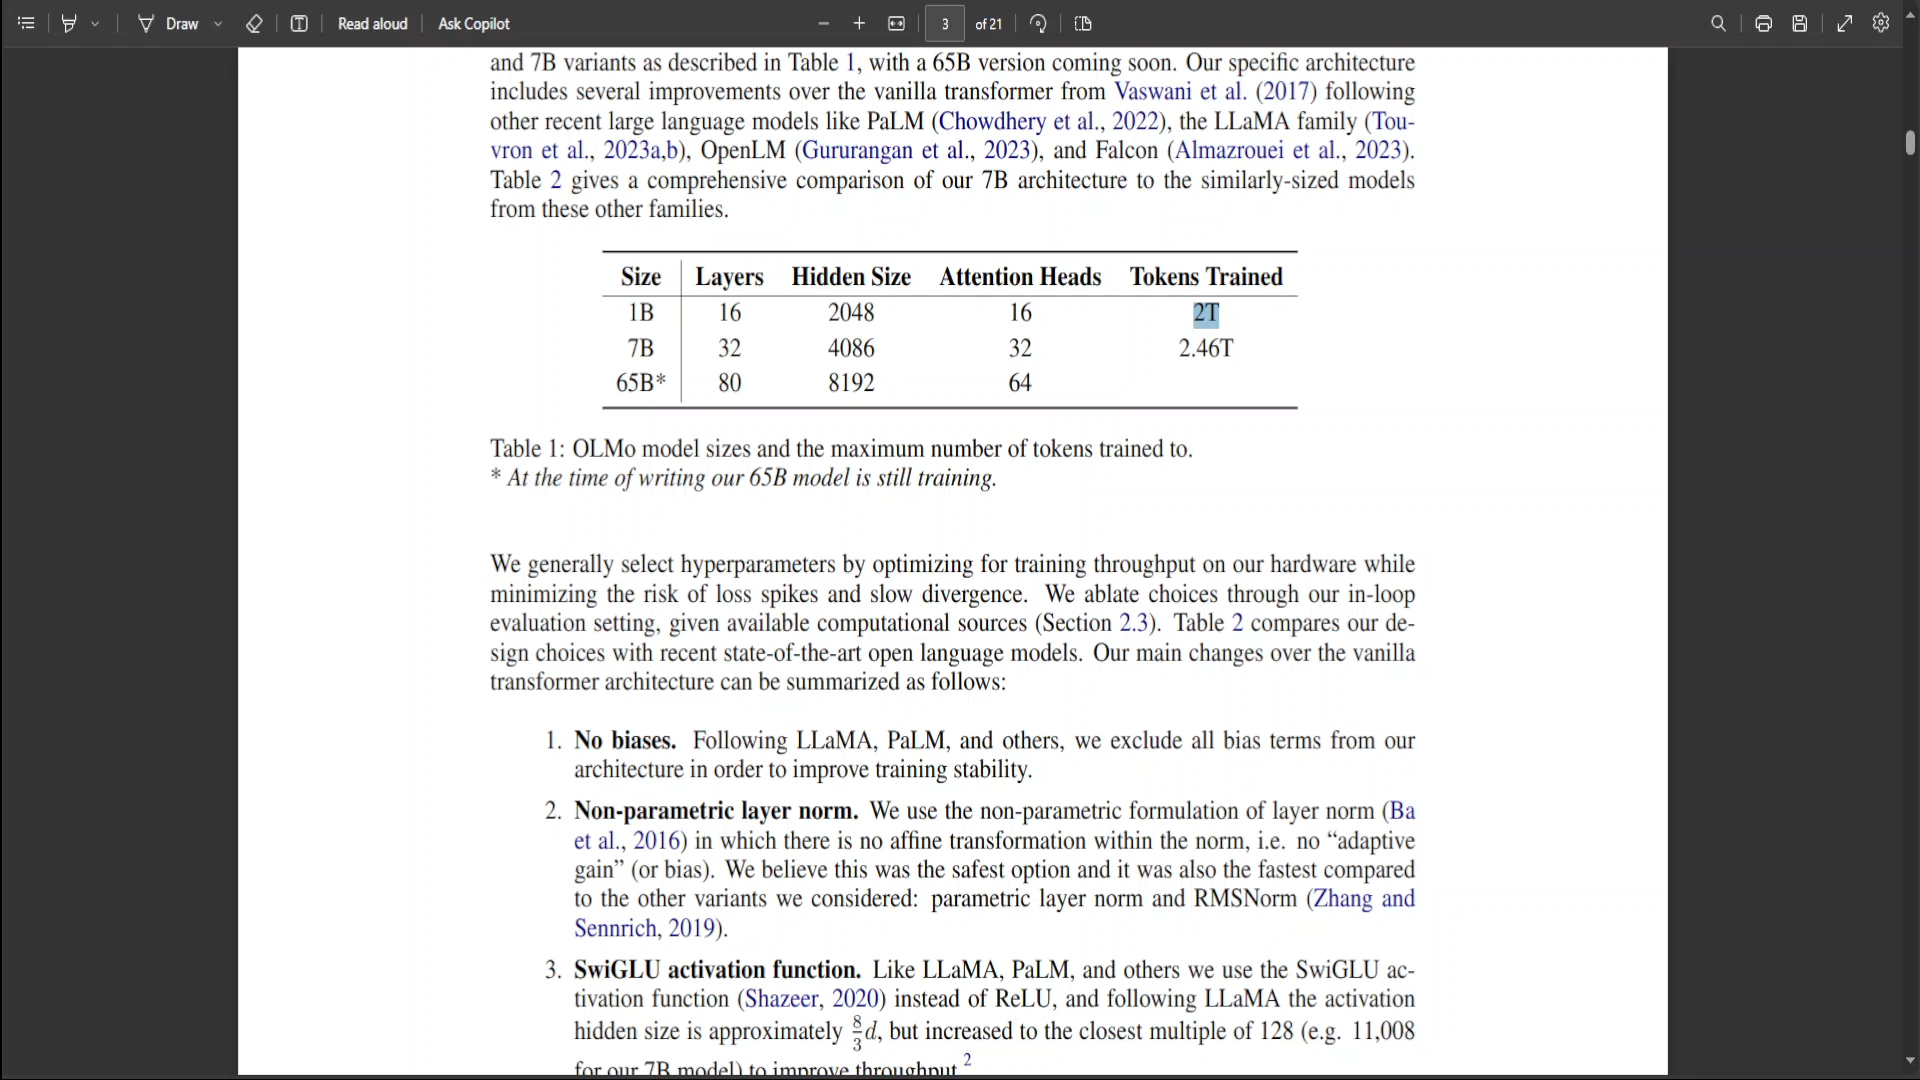 Draw
Read aloud
Ask Copilot
3
of 21
and 7B variants as described in Table 1, with a 65B version coming soon. Our specific architecture
includes several improvements over the vanilla transformer from Vaswani et al. (2017) following
other recent large language models like PaLM (Chowdhery et al., 2022), the LLaMA family (Tou-
vron et al., 2023a,b), OpenLM (Gururangan et al., 2023), and Falcon (Almazrouei et al., 2023).
Table 2 gives a comprehensive comparison of our 7B architecture to the similarly-sized models
from these other families.
Size Layers Hidden Size Attention Heads Tokens Trained
1B 16 2048 16 2T
7B 32 4086 32 2.46T
65B* 80 8192 64
Table 1: OLMo model sizes and the maximum number of tokens trained to.
* At the time of writing our 65B model is still training.
We generally select hyperparameters by optimizing for training throughput on our hardware while
minimizing the risk of loss spikes and slow divergence. We ablate choices through our in-loop
evaluation setting, given available computational sources (Section 2.3). Table 2 compares our de-
sign choices with recent state-of-the-art open language models. Our main changes over the vanilla
transformer architecture can be summarized as follows:
1. No biases. Following LLaMA, PaLM, and others, we exclude all bias terms from our
architecture in order to improve training stability.
2. Non-parametric layer norm. We use the non-parametric formulation of layer norm (Ba
et al., 2016) in which there is no affine transformation within the norm, i.e. no “adaptive
gain” (or bias). We believe this was the safest option and it was also the fastest compared
to the other variants we considered: parametric layer norm and RMSNorm (Zhang and
Sennrich, 2019).
3. SwiGLU activation function. Like LLaMA, PaLM, and others we use the SwiGLU ac-
tivation function (Shazeer, 2020) instead of ReLU, and following LLaMA the activation
hidden size is approximately 8/3 d, but increased to the closest multiple of 128 (e.g. 11,008
for our 7B model) to improve throughput.2